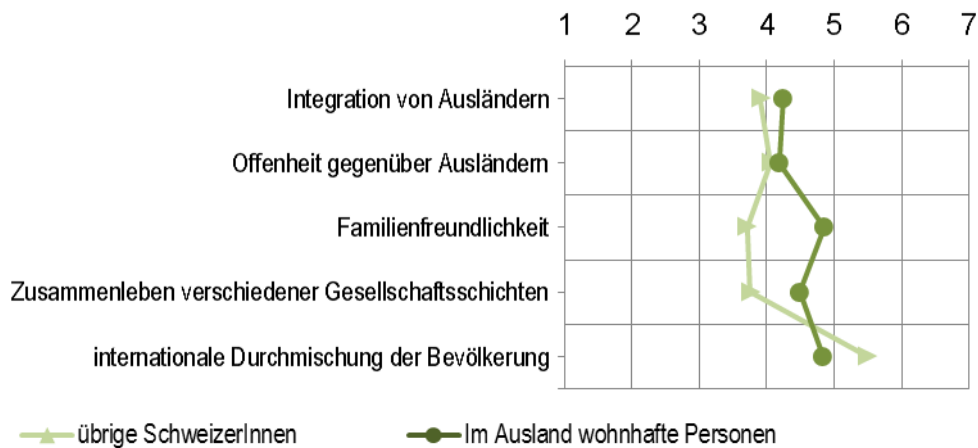 1 2 3 4 5 6 7
Integration von Ausländern
Offenheit gegenüber Ausländern
Familienfreundlichkeit
Zusammenleben verschiedener Gesellschaftsschichten
internationale Durchmischung der Bevölkerung
übrige SchweizerInnen Im Ausland wohnhafte Personen